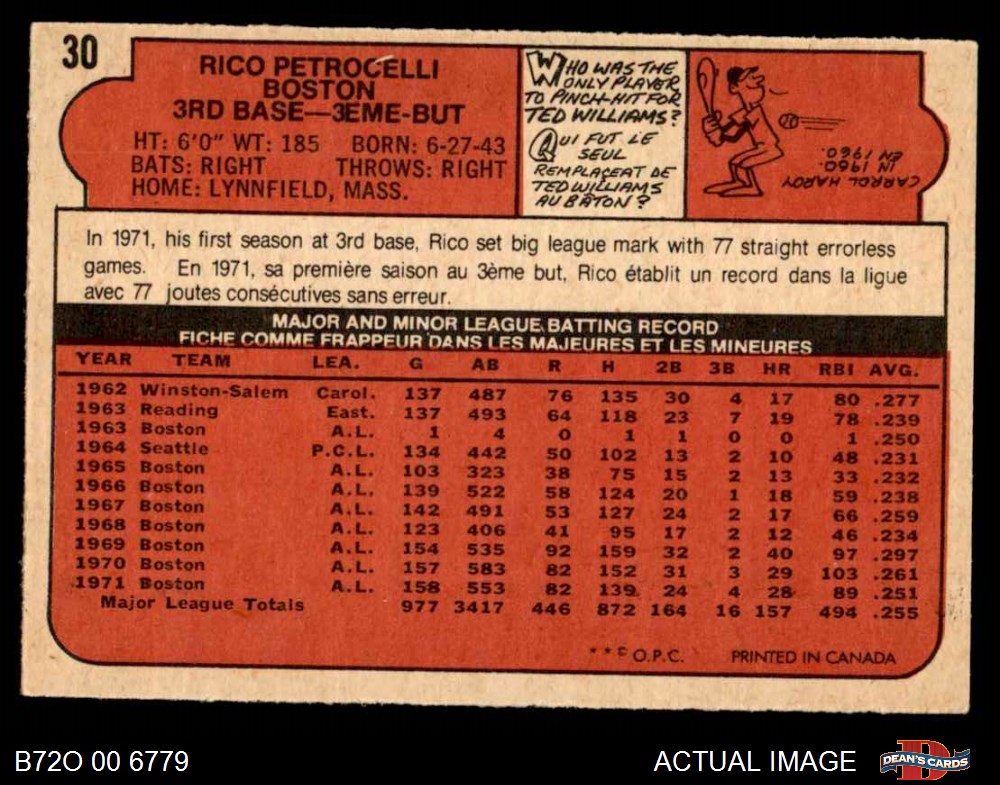 30
RICO PETROCELLI
BOSTON
3RD BASE—3EME-BUT
HT: 6'0" WT: 185 BORN: 6-27-43
BATS: RIGHT THROWS: RIGHT
HOME: LYNNFIELD, MASS.
WHO WAS THE
ONLY PLAYER
TO PINCH-HIT FOR
TED WILLIAMS?
QUI FUT LE
SEUL
REMPLAÇANT DE
TED WILLIAMS
AU BÂTON?
CARROL HARDY
IN 1960.
EN 1960.
In 1971, his first season at 3rd base, Rico set big league mark with 77 straight errorless
games. En 1971, sa première saison au 3ème but, Rico établit un record dans la ligue
avec 77 joutes consécutives sans erreur.
MAJOR AND MINOR LEAGUE BATTING RECORD
FICHE COMME FRAPPEUR DANS LES MAJEURES ET LES MINEURES
YEAR TEAM LEA. G AB R H 2B 3B HR RBI AVG.
1962 Winston-Salem Carol. 137 487 76 135 30 4 17 80 .277
1963 Reading East. 137 493 64 118 23 7 19 78 .239
1963 Boston A.L. 1 4 0 1 1 0 0 1 .250
1964 Seattle P.C.L. 134 442 50 102 13 2 10 48 .231
1965 Boston A.L. 103 323 38 75 15 2 13 33 .232
1966 Boston A.L. 139 522 58 124 20 1 18 59 .238
1967 Boston A.L. 142 491 53 127 24 2 17 66 .259
1968 Boston A.L. 123 406 41 95 17 2 12 46 .234
1969 Boston A.L. 154 535 92 159 32 2 40 97 .297
1970 Boston A.L. 157 583 82 152 31 3 29 103 .261
1971 Boston A.L. 158 553 82 139 24 4 28 89 .251
Major League Totals 977 3417 446 872 164 16 157 494 .255
**© O.P.C. PRINTED IN CANADA
B72O 00 6779 ACTUAL IMAGE D DEAN'S CARDS